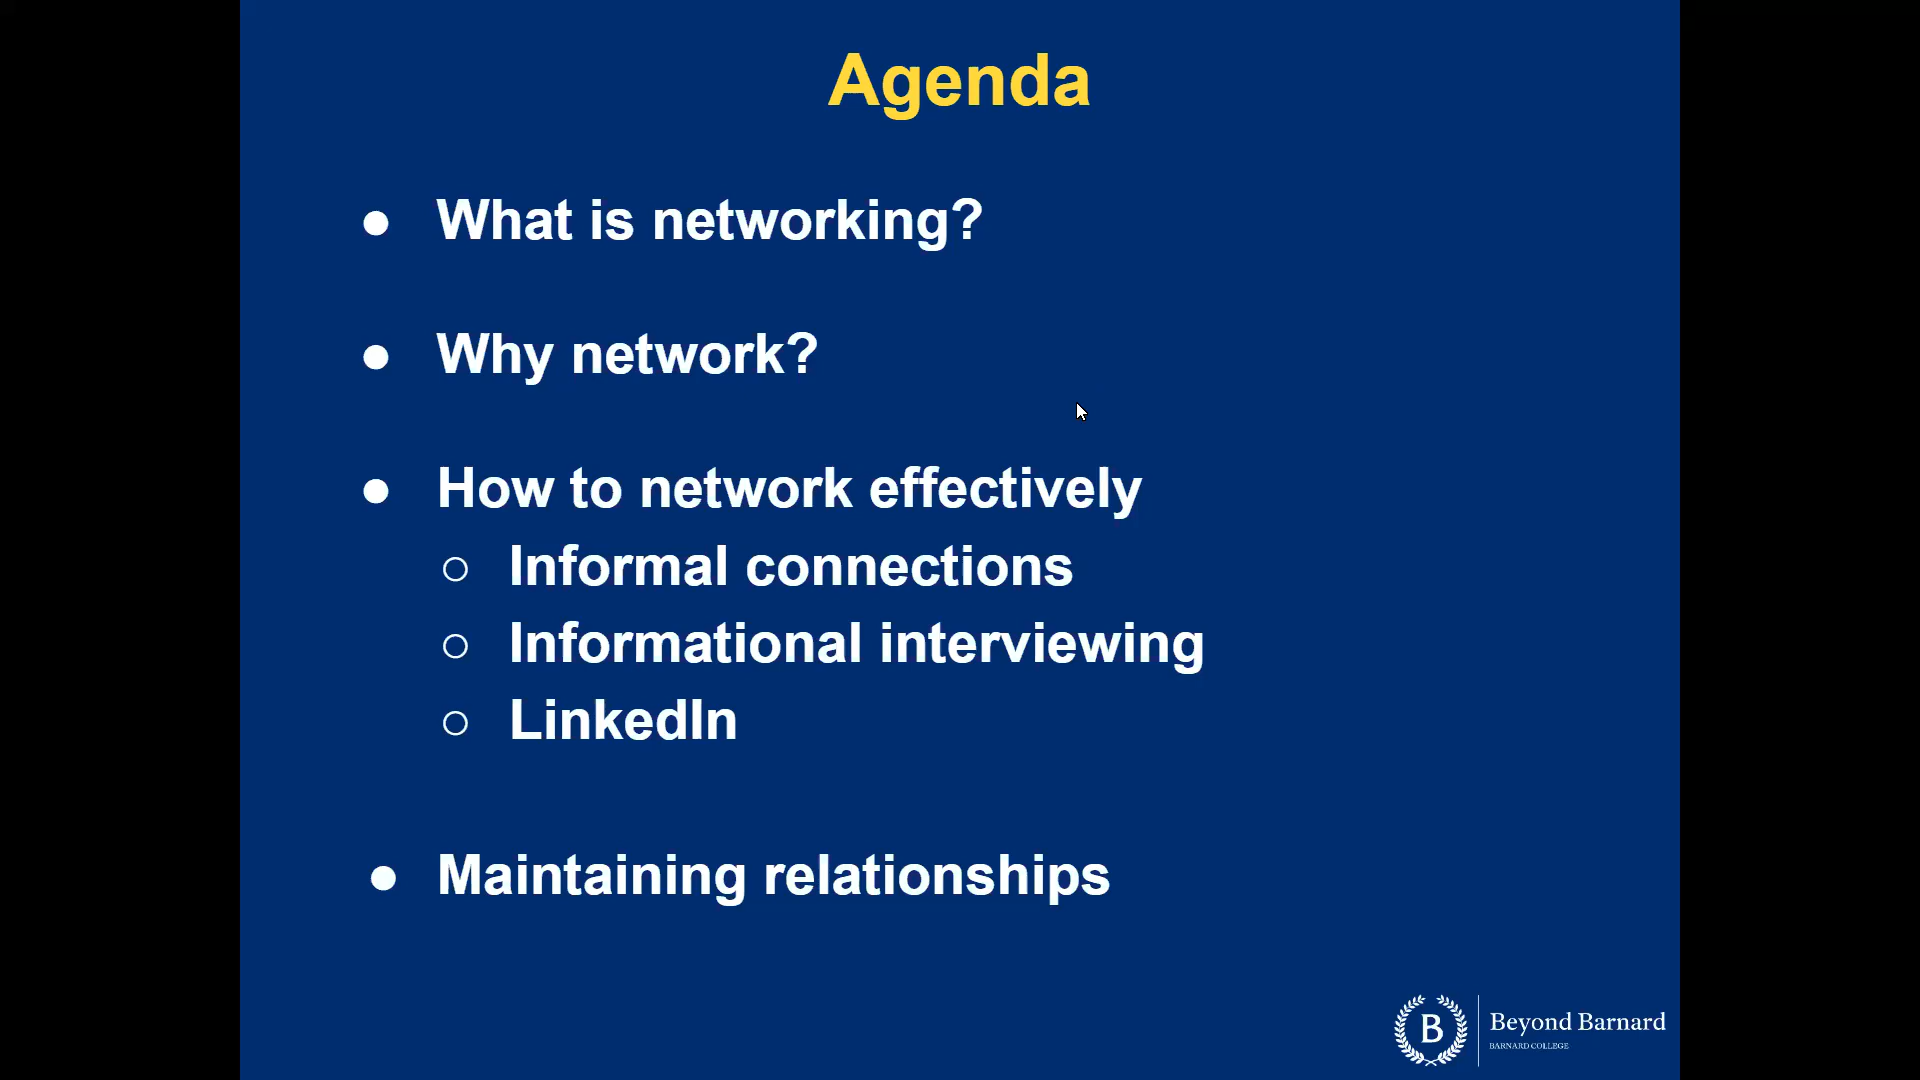 Agenda
● What is networking?
● Why network?
● How to network effectively
○ Informal connections
○ Informational interviewing
○ LinkedIn
● Maintaining relationships
B
Beyond Barnard
BARNARD COLLEGE